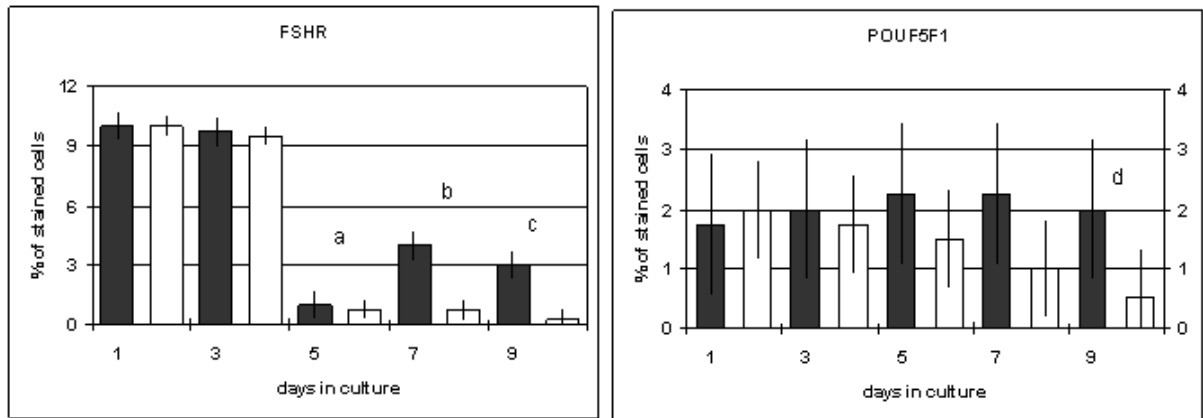 FSHR
12
9
6
3
0
% of stained cells
a
b
c
1 3 5 7 9
days in culture
POUF5F1
4
3
2
1
0
% of stained cells
d
4
3
2
1
0
1 3 5 7 9
days in culture